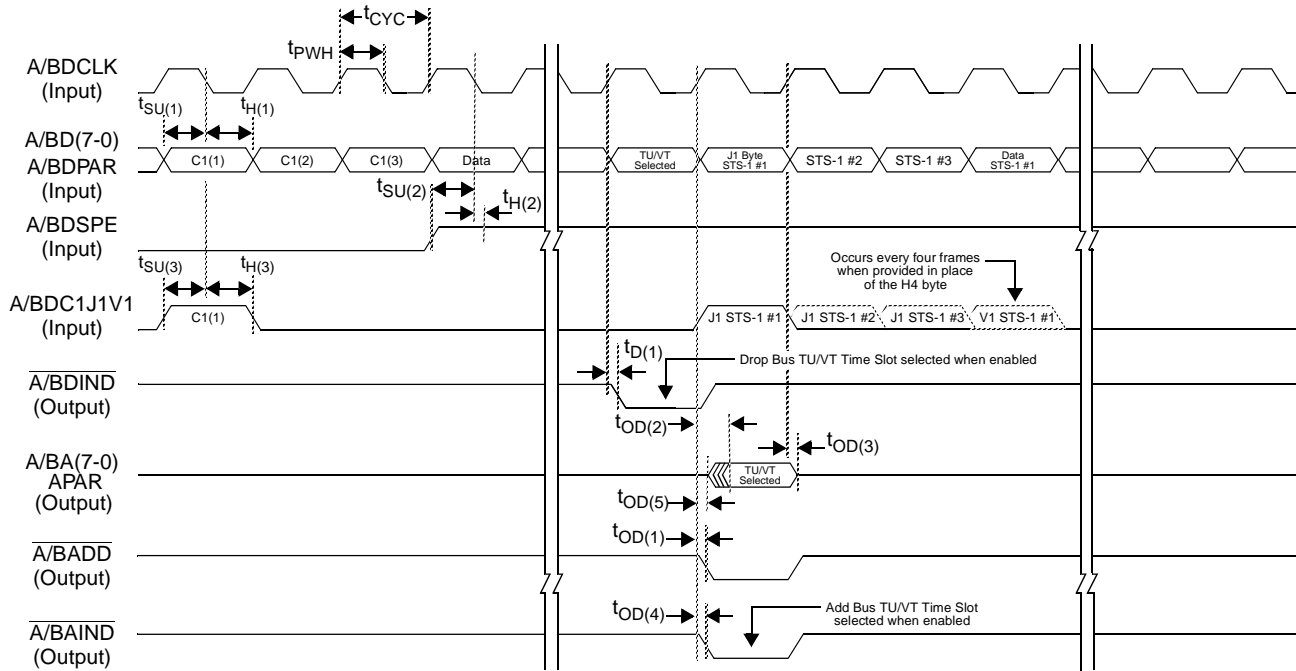 tCYC
tPWH
A/BDCLK
(Input)
tSU(1)
tH(1)
A/BD(7-0)
A/BDPAR
(Input)
C1(1)
C1(2)
C1(3)
Data
TU/VT
Selected
J1 Byte
STS-1 #1
STS-1 #2
STS-1 #3
Data
STS-1 #1
tSU(2)
tH(2)
A/BDSPE
(Input)
tSU(3)
tH(3)
Occurs every four frames
when provided in place
of the H4 byte
A/BDC1J1V1
(Input)
C1(1)
J1 STS-1 #1
J1 STS-1 #2
J1 STS-1 #3
V1 STS-1 #1
tD(1)
Drop Bus TU/VT Time Slot selected when enabled
A/BDIND
(Output)
tOD(2)
tOD(3)
A/BA(7-0)
APAR
(Output)
TU/VT
Selected
tOD(5)
tOD(1)
A/BADD
(Output)
tOD(4)
Add Bus TU/VT Time Slot
selected when enabled
A/BAIND
(Output)